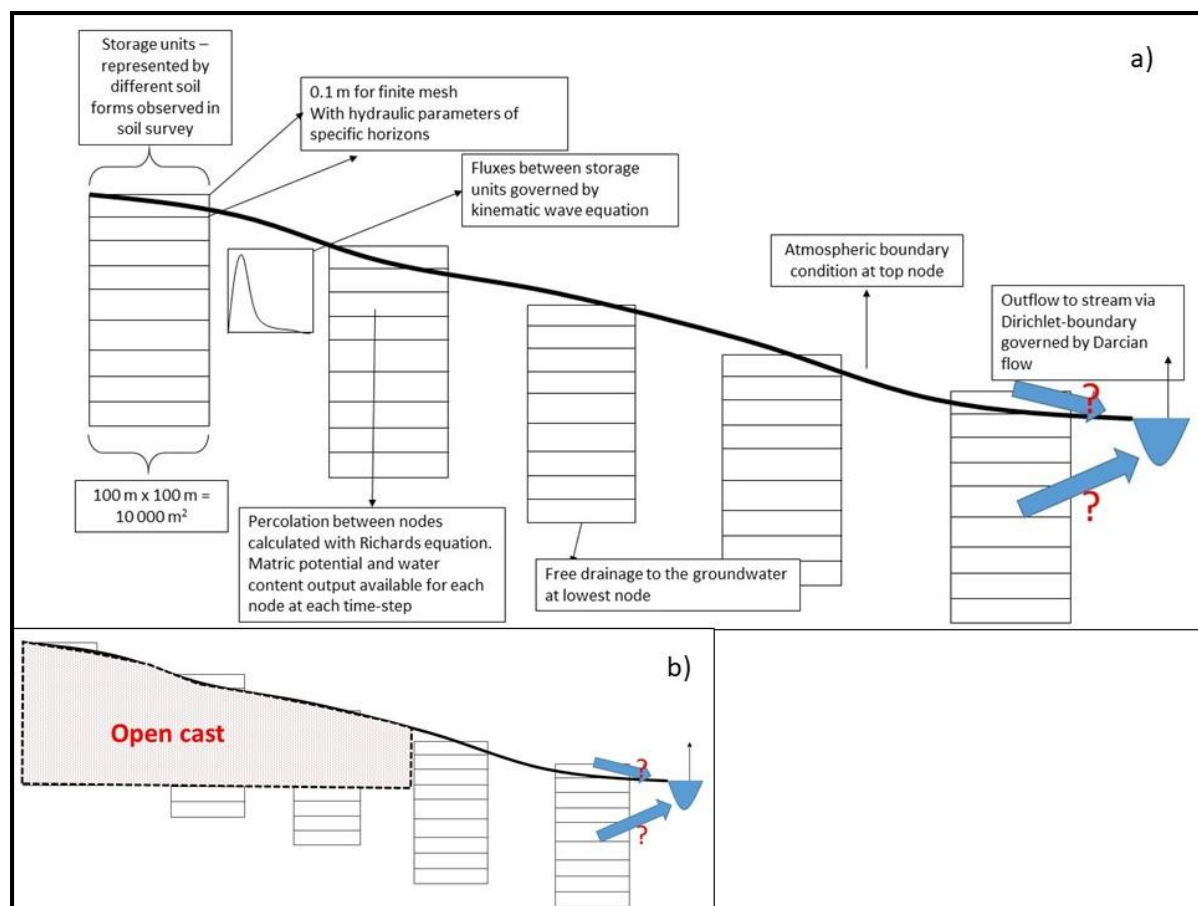 a)
Storage units –
represented by
different soil
forms observed in
soil survey
0.1 m for finite mesh
With hydraulic parameters of
specific horizons
Fluxes between storage
units governed by
kinematic wave equation
Atmospheric boundary
condition at top node
Outflow to stream via
Dirichlet-boundary
governed by Darcian
flow
?
?
100 m x 100 m =
10 000 m²
Percolation between nodes
calculated with Richards equation.
Matric potential and water
content output available for each
node at each time-step
Free drainage to the groundwater
at lowest node
b)
Open cast
?
?